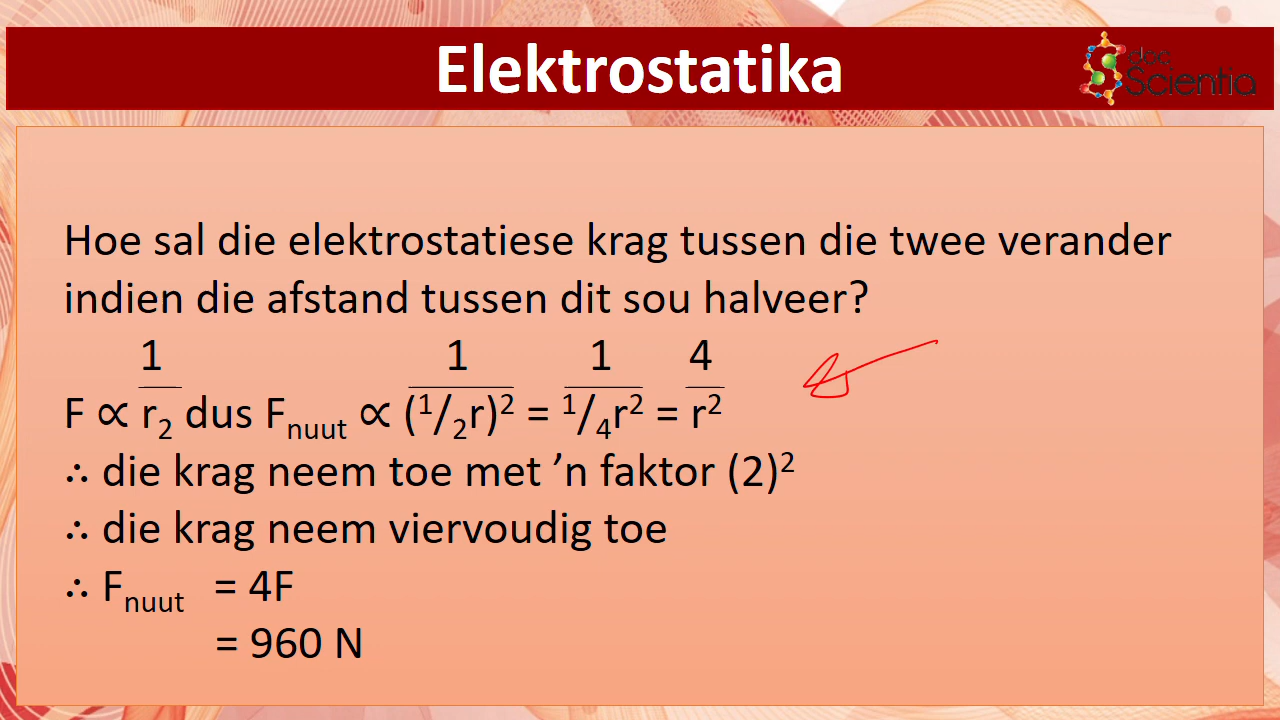 Elektrostatika
doc
Scientia
Hoe sal die elektrostatiese krag tussen die twee verander
indien die afstand tussen dit sou halveer?
1 1 1 4
F ∝ r₂ dus Fnuut ∝ (¹/₂r)² = ¹/₄r² = r²
∴ die krag neem toe met ’n faktor (2)²
∴ die krag neem viervoudig toe
∴ Fnuut = 4F
= 960 N